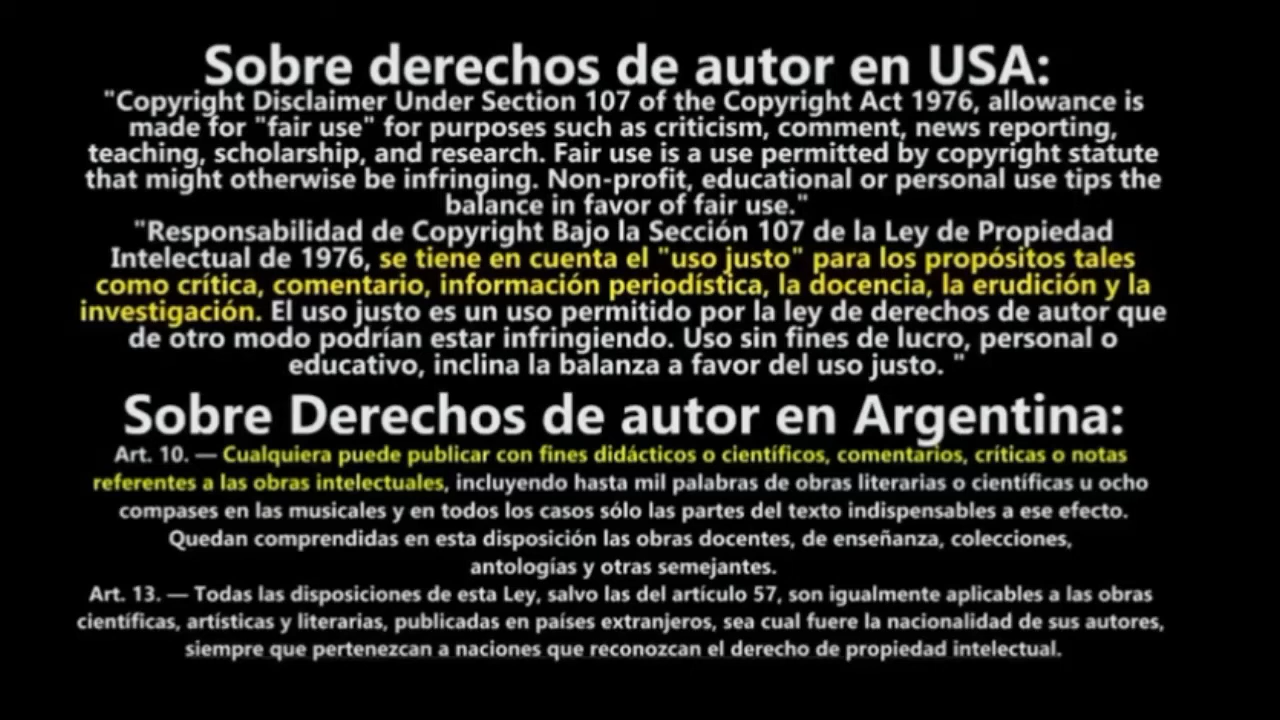 Sobre derechos de autor en USA:
"Copyright Disclaimer Under Section 107 of the Copyright Act 1976, allowance is
made for "fair use" for purposes such as criticism, comment, news reporting,
teaching, scholarship, and research. Fair use is a use permitted by copyright statute
that might otherwise be infringing. Non-profit, educational or personal use tips the
balance in favor of fair use."
"Responsabilidad de Copyright Bajo la Sección 107 de la Ley de Propiedad
Intelectual de 1976, se tiene en cuenta el "uso justo" para los propósitos tales
como crítica, comentario, información periodística, la docencia, la erudición y la
investigación. El uso justo es un uso permitido por la ley de derechos de autor que
de otro modo podrían estar infringiendo. Uso sin fines de lucro, personal o
educativo, inclina la balanza a favor del uso justo. "
Sobre Derechos de autor en Argentina:
Art. 10. — Cualquiera puede publicar con fines didácticos o científicos, comentarios, críticas o notas
referentes a las obras intelectuales, incluyendo hasta mil palabras de obras literarias o científicas u ocho
compases en las musicales y en todos los casos sólo las partes del texto indispensables a ese efecto.
Quedan comprendidas en esta disposición las obras docentes, de enseñanza, colecciones,
antologías y otras semejantes.
Art. 13. — Todas las disposiciones de esta Ley, salvo las del artículo 57, son igualmente aplicables a las obras
científicas, artísticas y literarias, publicadas en países extranjeros, sea cual fuere la nacionalidad de sus autores,
siempre que pertenezcan a naciones que reconozcan el derecho de propiedad intelectual.